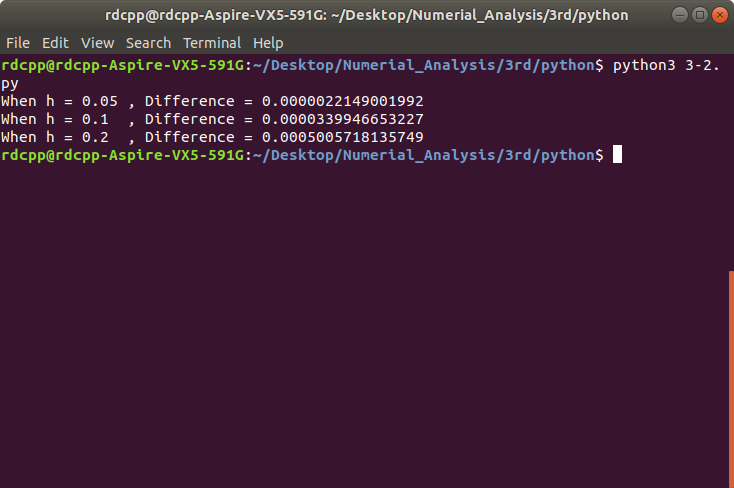 rdcpp@rdcpp-Aspire-VX5-591G: ~/Desktop/Numerial_Analysis/3rd/python
File Edit View Search Terminal Help
rdcpp@rdcpp-Aspire-VX5-591G:~/Desktop/Numerial_Analysis/3rd/python$ python3 3-2.
py
When h = 0.05 , Difference = 0.0000022149001992
When h = 0.1  , Difference = 0.0000339946653227
When h = 0.2  , Difference = 0.0005005718135749
rdcpp@rdcpp-Aspire-VX5-591G:~/Desktop/Numerial_Analysis/3rd/python$